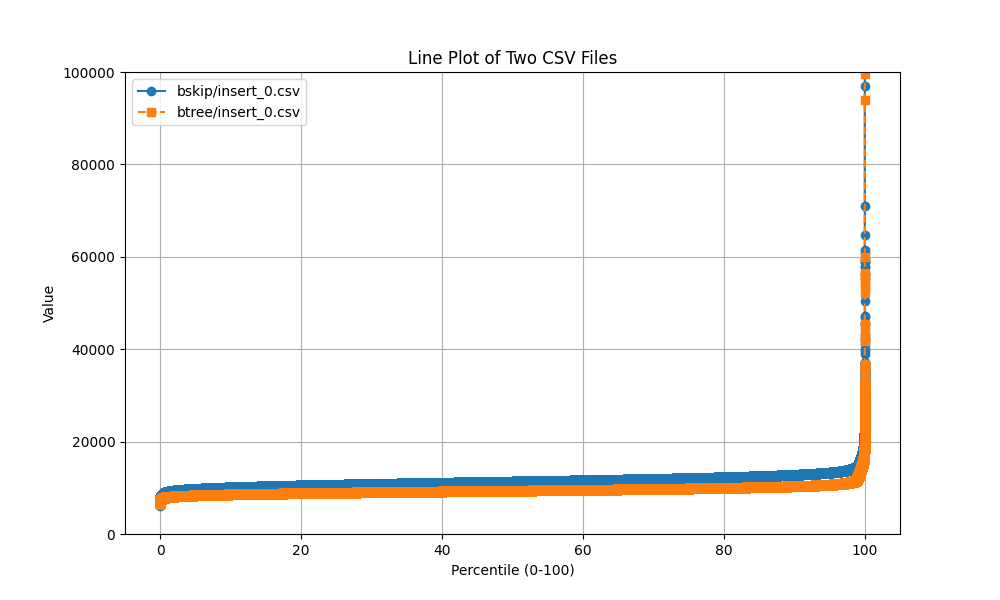 Line Plot of Two CSV Files
100000
80000
60000
40000
20000
0
Value
bskip/insert_0.csv
btree/insert_0.csv
0 20 40 60 80 100
Percentile (0-100)